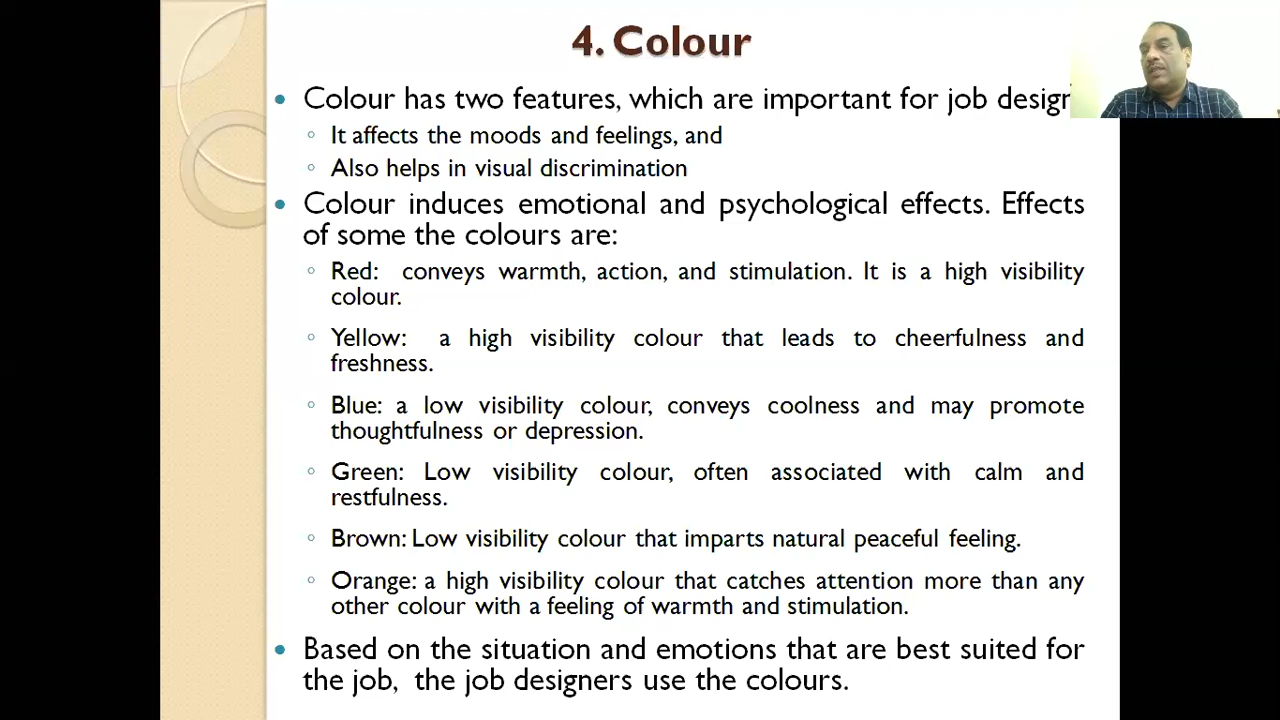 4. Colour
Colour has two features, which are important for job design
It affects the moods and feelings, and
Also helps in visual discrimination
Colour induces emotional and psychological effects. Effects
of some the colours are:
Red: conveys warmth, action, and stimulation. It is a high visibility
colour.
Yellow: a high visibility colour that leads to cheerfulness and
freshness.
Blue: a low visibility colour, conveys coolness and may promote
thoughtfulness or depression.
Green: Low visibility colour, often associated with calm and
restfulness.
Brown: Low visibility colour that imparts natural peaceful feeling.
Orange: a high visibility colour that catches attention more than any
other colour with a feeling of warmth and stimulation.
Based on the situation and emotions that are best suited for
the job, the job designers use the colours.